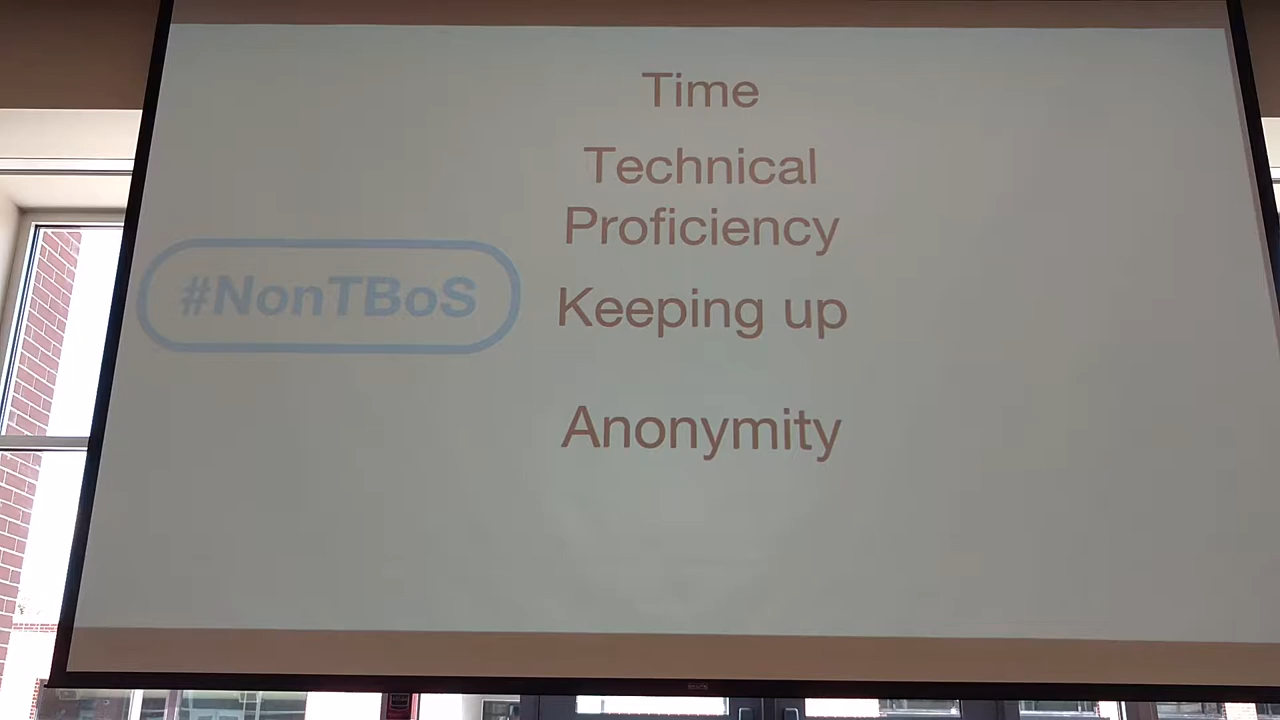 Time
Technical
Proficiency
#NonTBoS
Keeping up
Anonymity